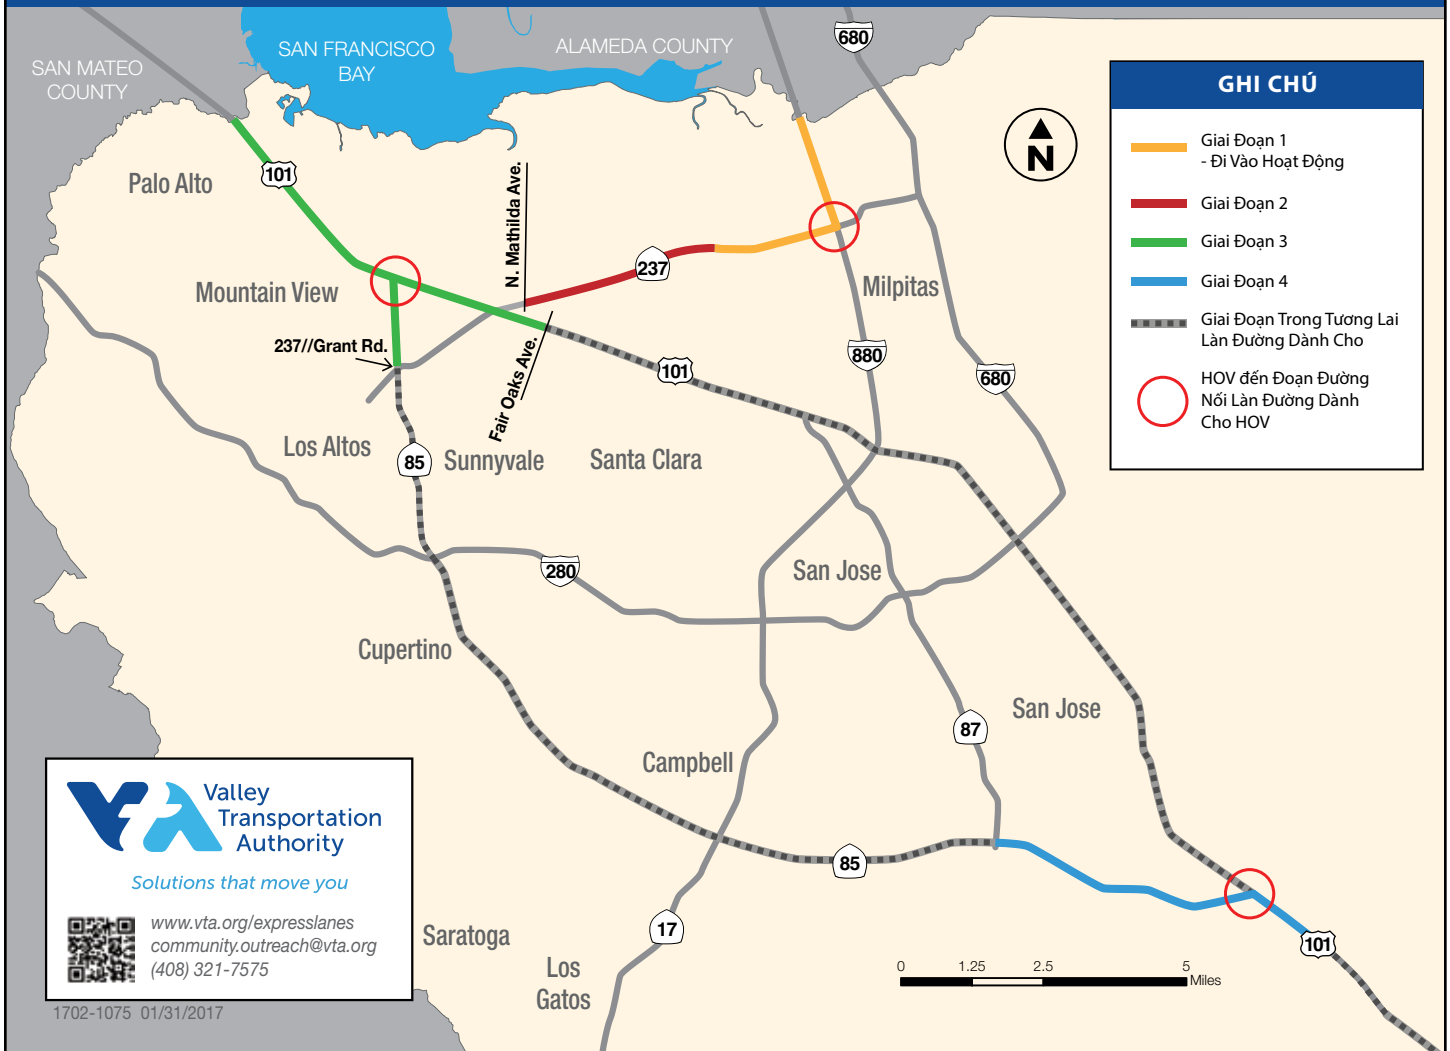 SAN MATEO
COUNTY
SAN FRANCISCO
BAY
ALAMEDA COUNTY
680
GHI CHÚ
Giai Đoạn 1
- Đi Vào Hoạt Động
Giai Đoạn 2
Giai Đoạn 3
Giai Đoạn 4
Giai Đoạn Trong Tương Lai
Làn Đường Dành Cho
HOV đến Đoạn Đường
Nối Làn Đường Dành
Cho HOV
N
101
Palo Alto
N. Mathilda Ave.
237
Mountain View
Milpitas
237//Grant Rd.
Fair Oaks Ave.
101
880
680
Los Altos
85
Sunnyvale
Santa Clara
280
San Jose
Cupertino
San Jose
87
Campbell
85
17
Saratoga
Los
Gatos
101
0 1.25 2.5 5
Miles
VTA
Valley
Transportation
Authority
Solutions that move you
www.vta.org/expresslanes
community.outreach@vta.org
(408) 321-7575
1702-1075 01/31/2017